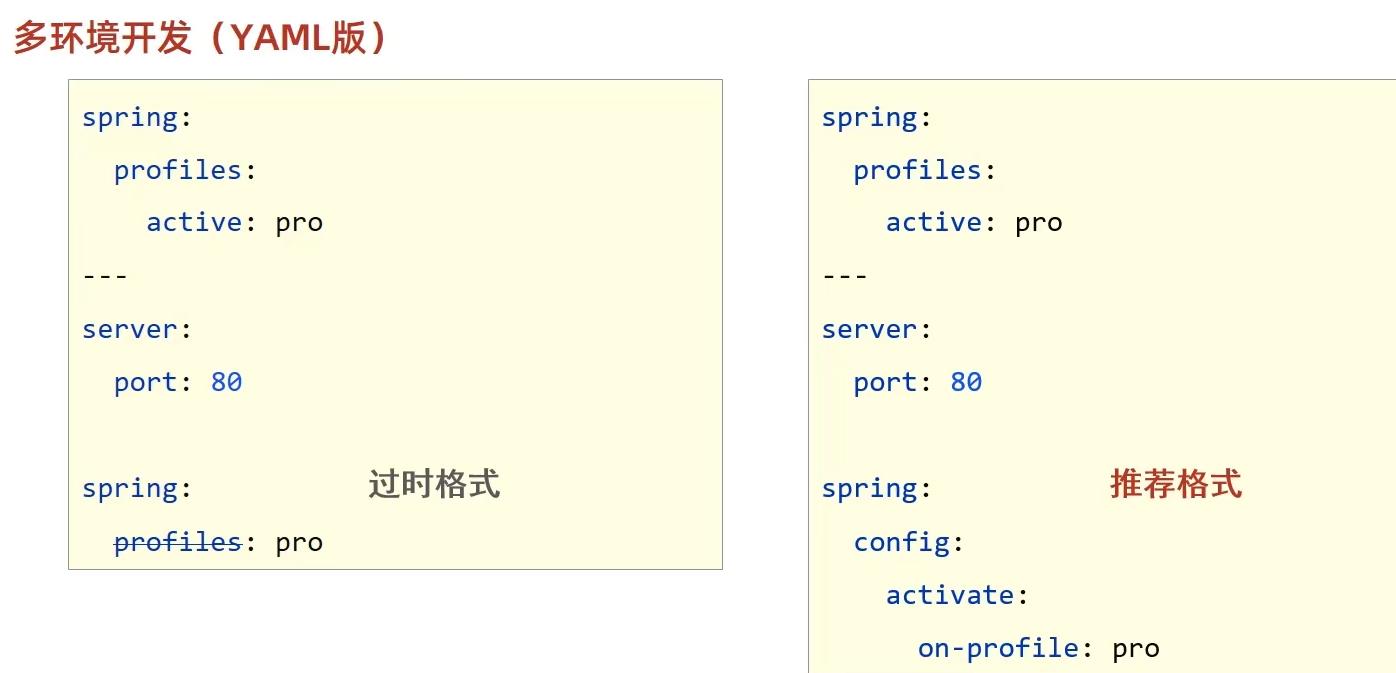 多环境开发（YAML版）
spring:
  profiles:
    active: pro
---
server:
  port: 80
spring:
过时格式
  profiles: pro
spring:
  profiles:
    active: pro
---
server:
  port: 80
spring:
推荐格式
  config:
    activate:
      on-profile: pro